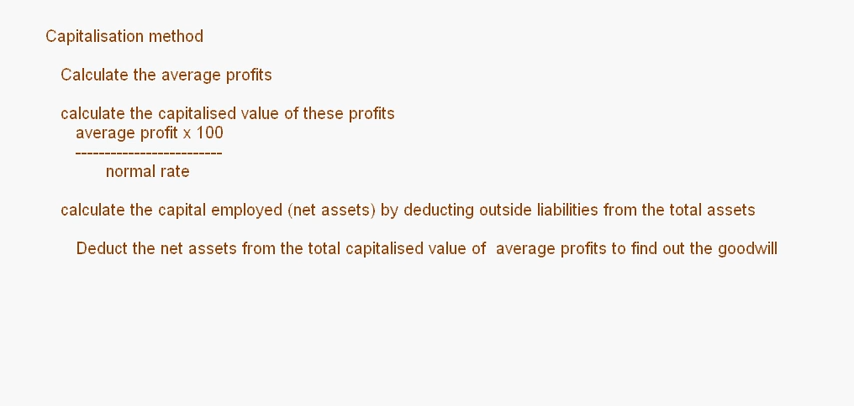 Capitalisation method
Calculate the average profits
calculate the capitalised value of these profits
average profit x 100
-------------------------
normal rate
calculate the capital employed (net assets) by deducting outside liabilities from the total assets
Deduct the net assets from the total capitalised value of  average profits to find out the goodwill